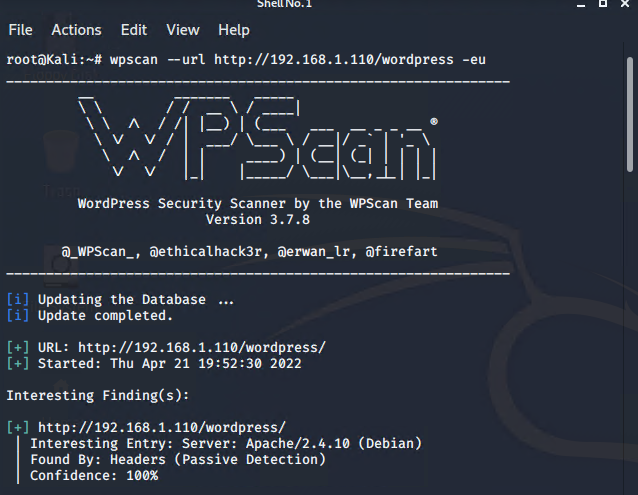 Shell No. 1
File Actions Edit View Help
root@Kali:~# wpscan --url http://192.168.1.110/wordpress -eu
WPScan ®
WordPress Security Scanner by the WPScan Team
Version 3.7.8
@_WPScan_, @ethicalhack3r, @erwan_lr, @firefart
[i] Updating the Database ...
[i] Update completed.
[+] URL: http://192.168.1.110/wordpress/
[+] Started: Thu Apr 21 19:52:30 2022
Interesting Finding(s):
[+] http://192.168.1.110/wordpress/
| Interesting Entry: Server: Apache/2.4.10 (Debian)
| Found By: Headers (Passive Detection)
| Confidence: 100%